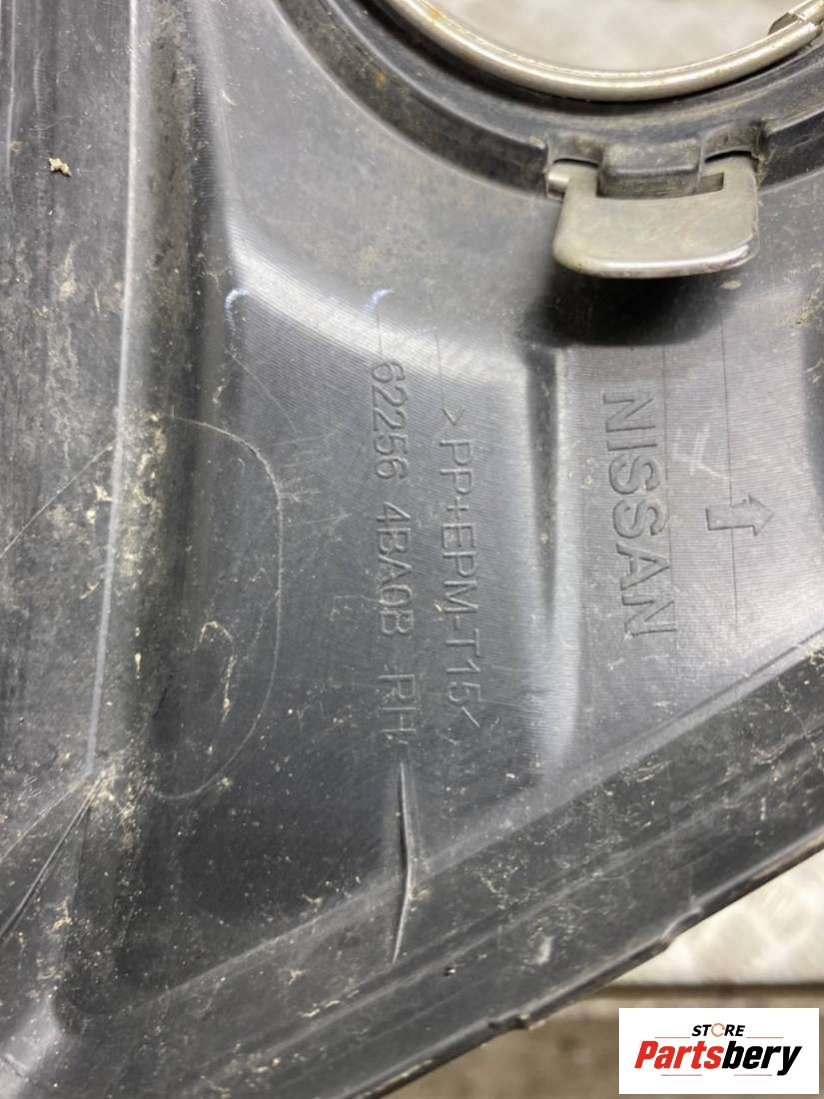 NISSAN
>PP+EPM-T15<
62256 4BA0B RH
STORE
Partsbery